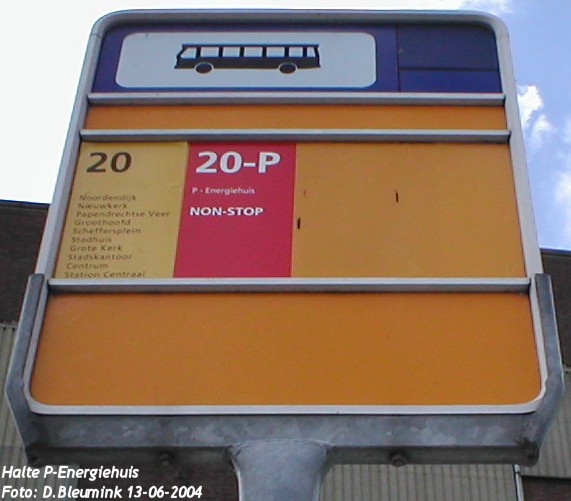 20
Noordendijk
Nieuwkerk
Papendrechtse Veer
Groothoofd
Scheffersplein
Stadhuis
Grote Kerk
Stadskantoor
Centrum
Station Centraal
20-P
P - Energiehuis
NON-STOP
Halte P-Energiehuis
Foto: D.Bleumink 13-06-2004